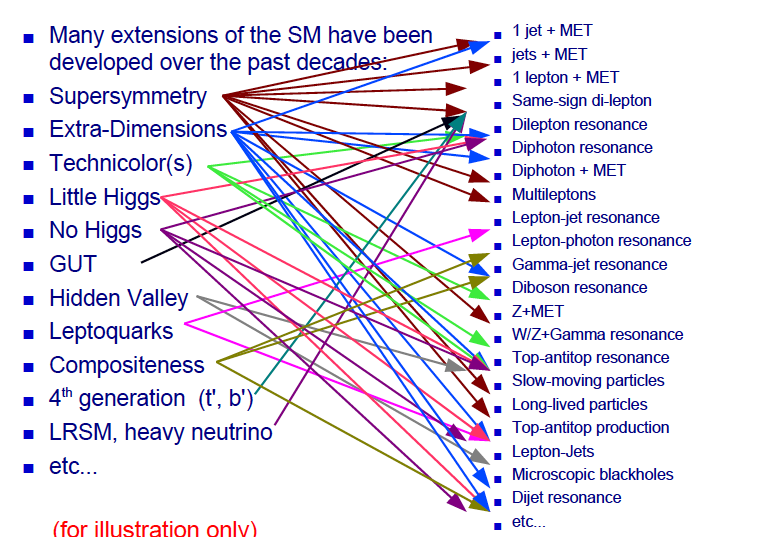 Many extensions of the SM have been
developed over the past decades:
Supersymmetry
Extra-Dimensions
Technicolor(s)
Little Higgs
No Higgs
GUT
Hidden Valley
Leptoquarks
Compositeness
4th generation (t', b')
LRSM, heavy neutrino
etc...
(for illustration only)
1 jet + MET
jets + MET
1 lepton + MET
Same-sign di-lepton
Dilepton resonance
Diphoton resonance
Diphoton + MET
Multileptons
Lepton-jet resonance
Lepton-photon resonance
Gamma-jet resonance
Diboson resonance
Z+MET
W/Z+Gamma resonance
Top-antitop resonance
Slow-moving particles
Long-lived particles
Top-antitop production
Lepton-Jets
Microscopic blackholes
Dijet resonance
etc...